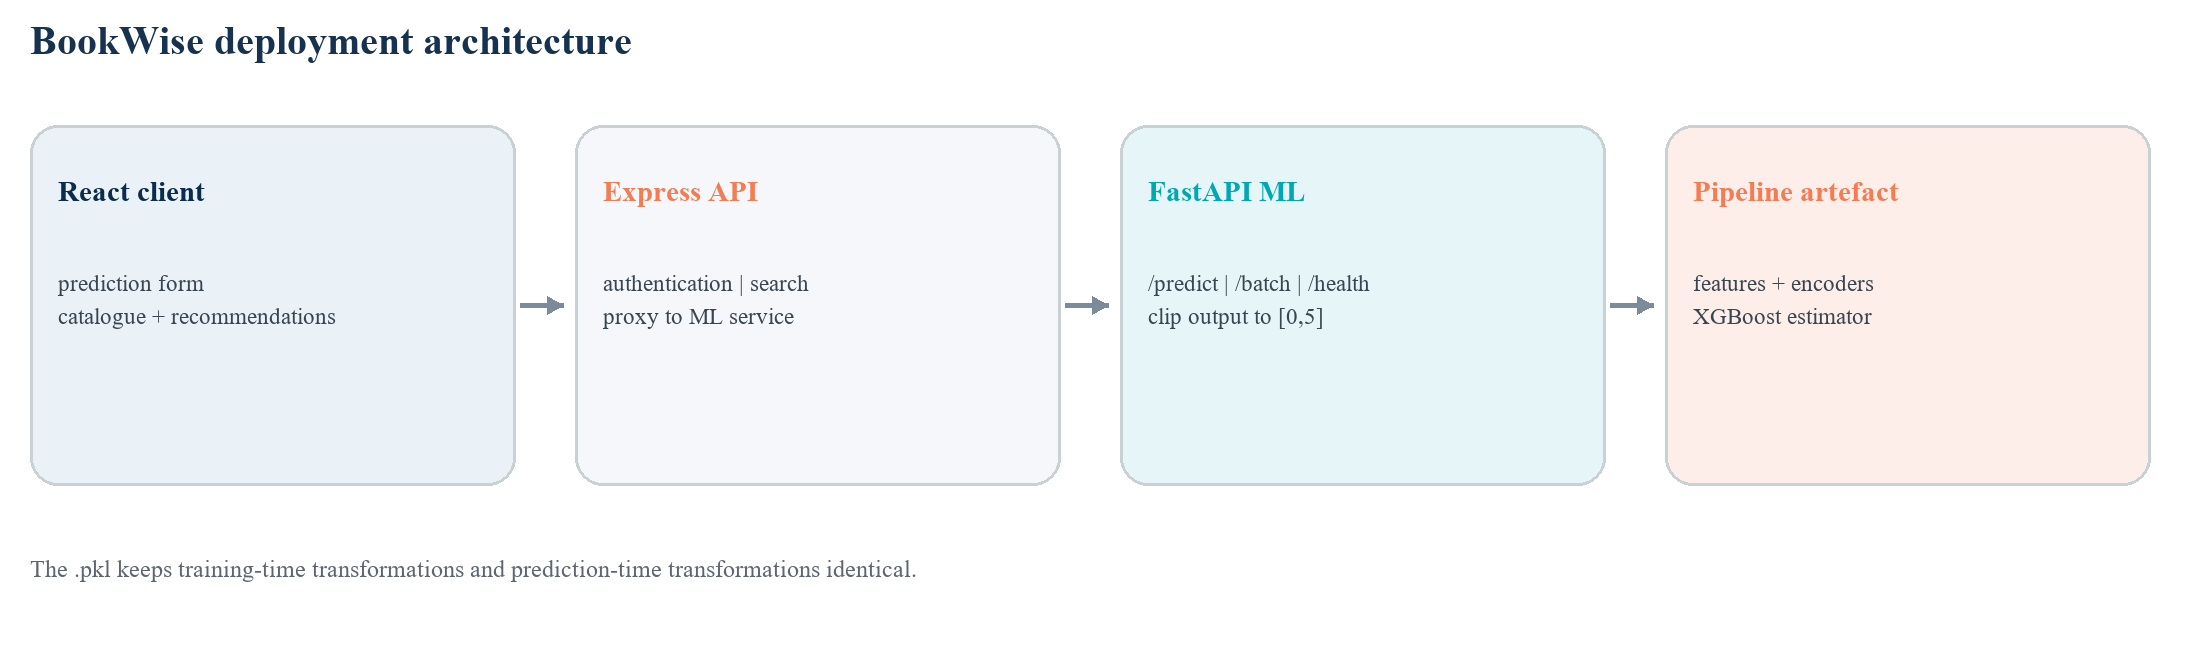 BookWise deployment architecture
React client
prediction form
catalogue + recommendations
Express API
authentication | search
proxy to ML service
FastAPI ML
/predict | /batch | /health
clip output to [0,5]
Pipeline artefact
features + encoders
XGBoost estimator
The .pkl keeps training-time transformations and prediction-time transformations identical.